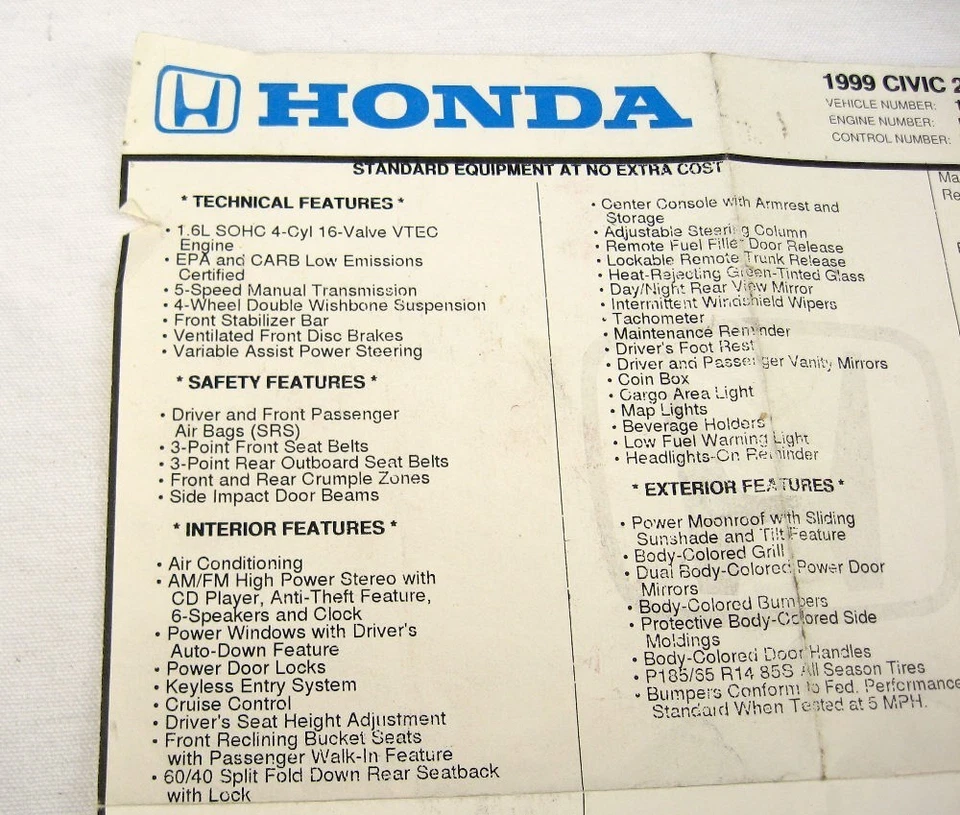 HONDA
1999 CIVIC 2
VEHICLE NUMBER: 1
ENGINE NUMBER:
CONTROL NUMBER:
STANDARD EQUIPMENT AT NO EXTRA COST
* TECHNICAL FEATURES *
• 1.6L SOHC 4-Cyl 16-Valve VTEC
Engine
• EPA and CARB Low Emissions
Certified
• 5-Speed Manual Transmission
• 4-Wheel Double Wishbone Suspension
• Front Stabilizer Bar
• Ventilated Front Disc Brakes
• Variable Assist Power Steering
* SAFETY FEATURES *
• Driver and Front Passenger
Air Bags (SRS)
• 3-Point Front Seat Belts
• 3-Point Rear Outboard Seat Belts
• Front and Rear Crumple Zones
• Side Impact Door Beams
* INTERIOR FEATURES *
• Air Conditioning
• AM/FM High Power Stereo with
CD Player, Anti-Theft Feature,
6-Speakers and Clock
• Power Windows with Driver's
Auto-Down Feature
• Power Door Locks
• Keyless Entry System
• Cruise Control
• Driver's Seat Height Adjustment
• Front Reclining Bucket Seats
with Passenger Walk-In Feature
• 60/40 Split Fold Down Rear Seatback
with Lock
• Center Console with Armrest and
Storage
• Adjustable Steering Column
• Remote Fuel Filler Door Release
• Lockable Remote Trunk Release
• Heat-Rejecting Green-Tinted Glass
• Day/Night Rear View Mirror
• Intermittent Windshield Wipers
• Tachometer
• Maintenance Reminder
• Driver's Foot Rest
• Driver and Passenger Vanity Mirrors
• Coin Box
• Cargo Area Light
• Map Lights
• Beverage Holders
• Low Fuel Warning Light
• Headlights-On Reminder
* EXTERIOR FEATURES *
• Power Moonroof with Sliding
Sunshade and Tilt Feature
• Body-Colored Grill
• Dual Body-Colored Power Door
Mirrors
• Body-Colored Bumpers
• Protective Body-Colored Side
Moldings
• Body-Colored Door Handles
• P185/65 R14 85S All Season Tires
• Bumpers Conform to Fed. Performance
Standard When Tested at 5 MPH.
Ma
Re